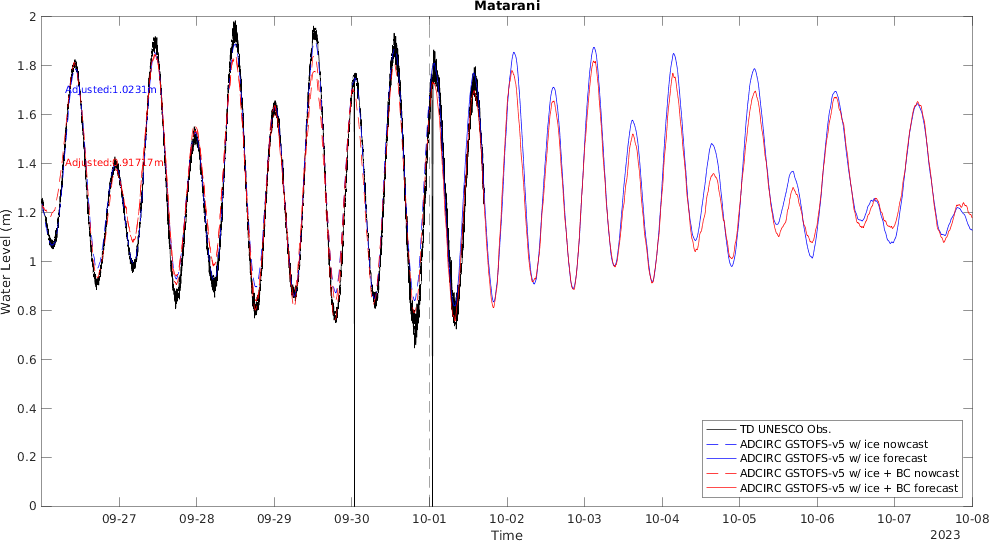 Matarani
2
1.8
1.6
1.4
1.2
1
0.8
0.6
0.4
0.2
0
Water Level (m)
Adjusted:1.0231m
Adjusted:0.91717m
TD UNESCO Obs.
ADCIRC GSTOFS-v5 w/ ice nowcast
ADCIRC GSTOFS-v5 w/ ice forecast
ADCIRC GSTOFS-v5 w/ ice + BC nowcast
ADCIRC GSTOFS-v5 w/ ice + BC forecast
09-27 09-28 09-29 09-30 10-01 10-02 10-03 10-04 10-05 10-06 10-07 10-08
Time
2023